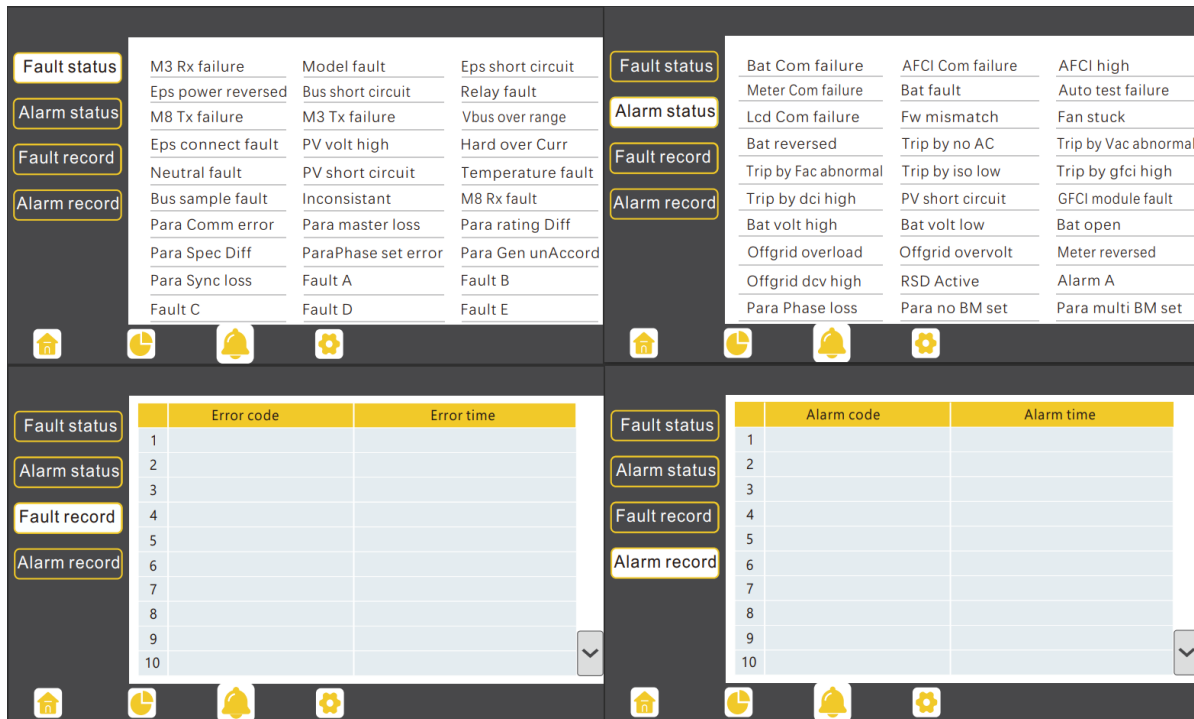 Fault status
Alarm status
Fault record
Alarm record
M3 Rx failure Model fault Eps short circuit
Eps power reversed Bus short circuit Relay fault
M8 Tx failure M3 Tx failure Vbus over range
Eps connect fault PV volt high Hard over Curr
Neutral fault PV short circuit Temperature fault
Bus sample fault Inconsistant M8 Rx fault
Para Comm error Para master loss Para rating Diff
Para Spec Diff ParaPhase set error Para Gen unAccord
Para Sync loss Fault A Fault B
Fault C Fault D Fault E
Fault status
Alarm status
Fault record
Alarm record
Bat Com failure AFCI Com failure AFCI high
Meter Com failure Bat fault Auto test failure
Lcd Com failure Fw mismatch Fan stuck
Bat reversed Trip by no AC Trip by Vac abnormal
Trip by Fac abnormal Trip by iso low Trip by gfci high
Trip by dci high PV short circuit GFCI module fault
Bat volt high Bat volt low Bat open
Offgrid overload Offgrid overvolt Meter reversed
Offgrid dcv high RSD Active Alarm A
Para Phase loss Para no BM set Para multi BM set
Fault status
Alarm status
Fault record
Alarm record
Error code Error time
1
2
3
4
5
6
7
8
9
10
Fault status
Alarm status
Fault record
Alarm record
Alarm code Alarm time
1
2
3
4
5
6
7
8
9
10